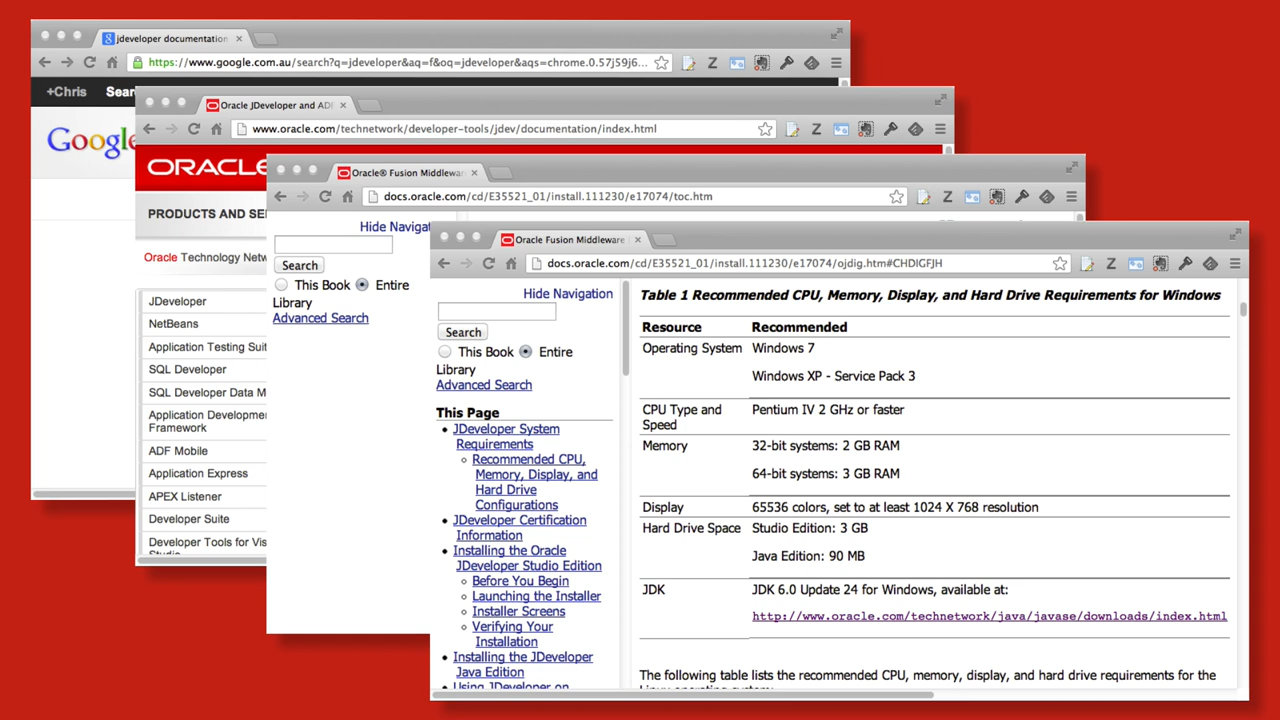 jdeveloper documentation
https://www.google.com.au/search?q=jdeveloper&aq=f&oq=jdeveloper&aqs=chrome.0.57j59j6...
+Chris Sear
Google
Oracle JDeveloper and ADF
www.oracle.com/technetwork/developer-tools/jdev/documentation/index.html
ORACLE
PRODUCTS AND SE
Oracle Technology Netw
JDeveloper
NetBeans
Application Testing Suit
SQL Developer
SQL Developer Data M
Application Developme
Framework
ADF Mobile
Application Express
APEX Listener
Developer Suite
Developer Tools for Vis
Studio
Oracle® Fusion Middlewar
docs.oracle.com/cd/E35521_01/install.111230/e17074/toc.htm
Hide Navigat
Search
This Book Entire
Library
Advanced Search
Oracle Fusion Middleware
docs.oracle.com/cd/E35521_01/install.111230/e17074/ojdig.htm#CHDIGFJH
Hide Navigation
Search
This Book Entire
Library
Advanced Search
This Page
JDeveloper System
Requirements
Recommended CPU,
Memory, Display, and
Hard Drive
Configurations
JDeveloper Certification
Information
Installing the Oracle
JDeveloper Studio Edition
Before You Begin
Launching the Installer
Installer Screens
Verifying Your
Installation
Installing the JDeveloper
Java Edition
Using JDeveloper on
Table 1 Recommended CPU, Memory, Display, and Hard Drive Requirements for Windows
Resource Recommended
Operating System Windows 7
Windows XP - Service Pack 3
CPU Type and Pentium IV 2 GHz or faster
Speed
Memory 32-bit systems: 2 GB RAM
64-bit systems: 3 GB RAM
Display 65536 colors, set to at least 1024 X 768 resolution
Hard Drive Space Studio Edition: 3 GB
Java Edition: 90 MB
JDK JDK 6.0 Update 24 for Windows, available at:
http://www.oracle.com/technetwork/java/javase/downloads/index.html
The following table lists the recommended CPU, memory, display, and hard drive requirements for the
Linux operating system: